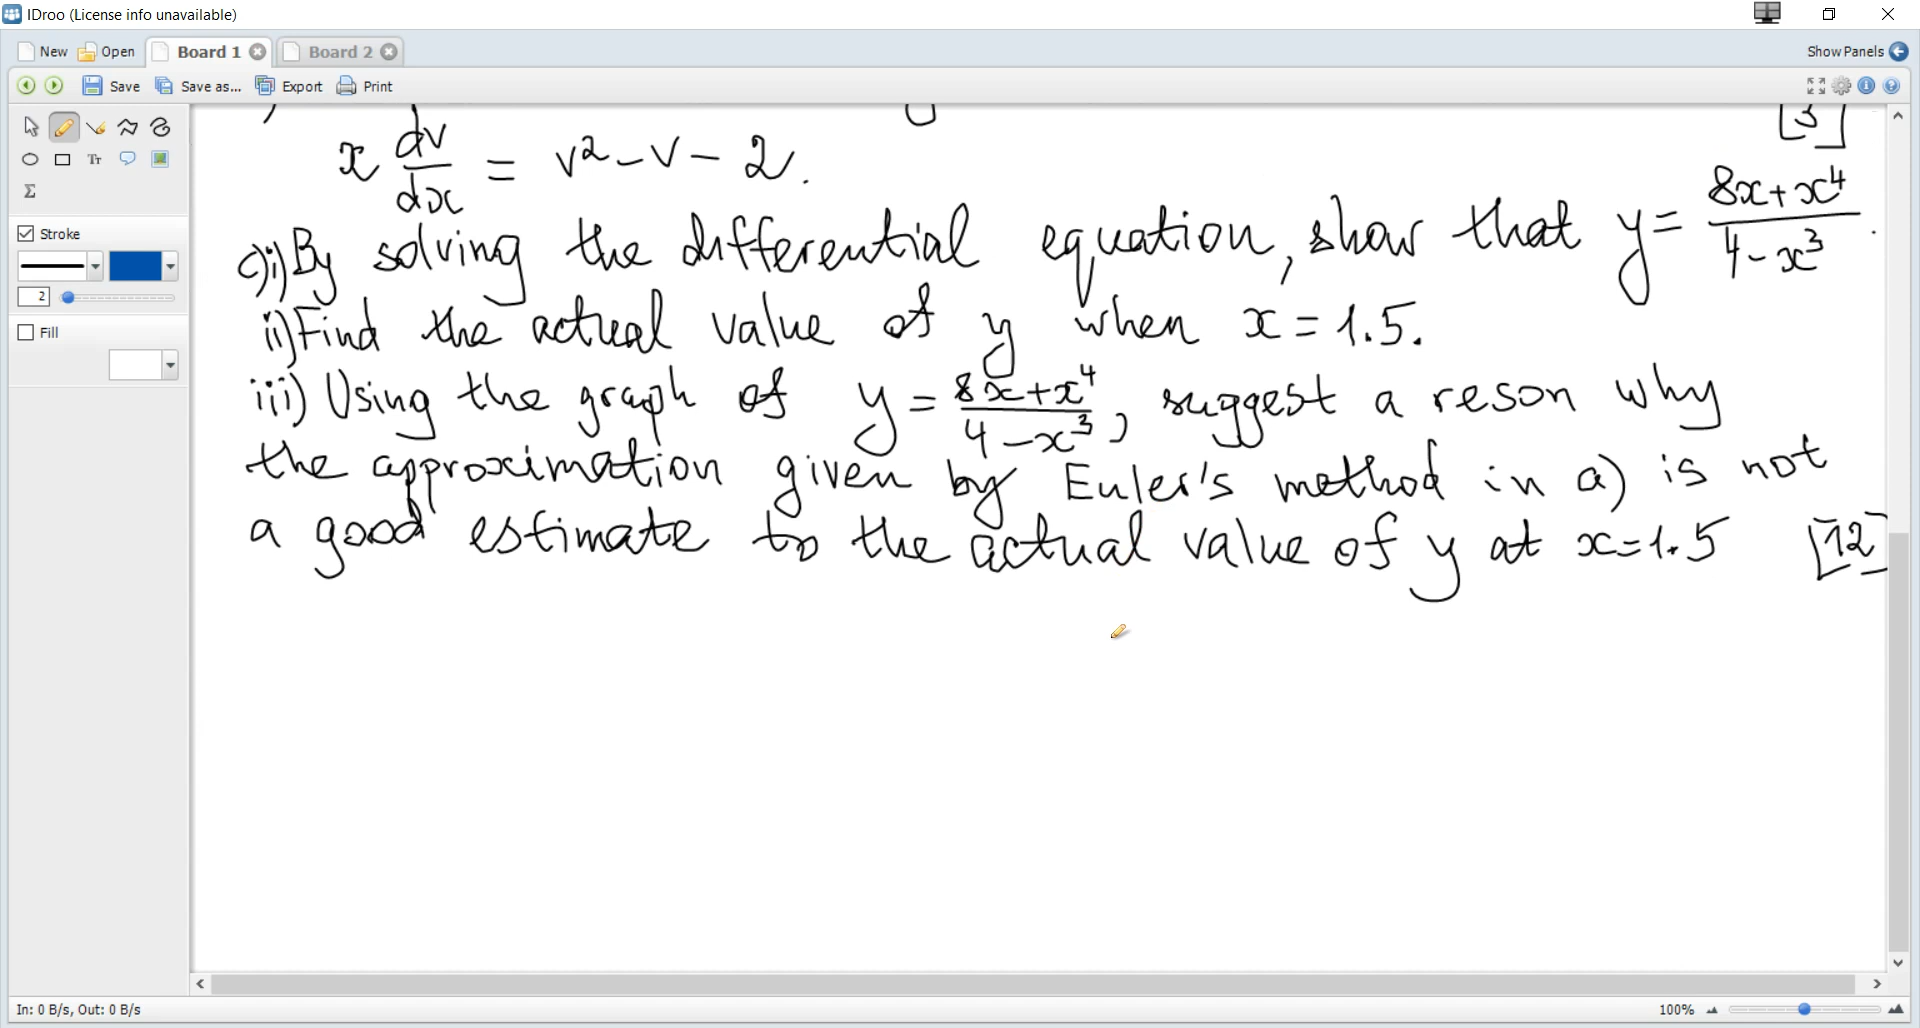 IDroo (License info unavailable)
New Open Board 1 Board 2 Show Panels
Save Save as... Export Print
[3]
x dv/dx = v² - v - 2.
c)i) By solving the differential equation, show that y = (8x+x⁴)/(4-x³).
ii) Find the actual value of y when x = 1.5.
iii) Using the graph of y = (8x+x⁴)/(4-x³), suggest a reson why
the approximation given by Euler's method in a) is not
a good estimate to the actual value of y at x=1.5 [12]
Tr
Σ
Stroke
2
Fill
In: 0 B/s, Out: 0 B/s 100%